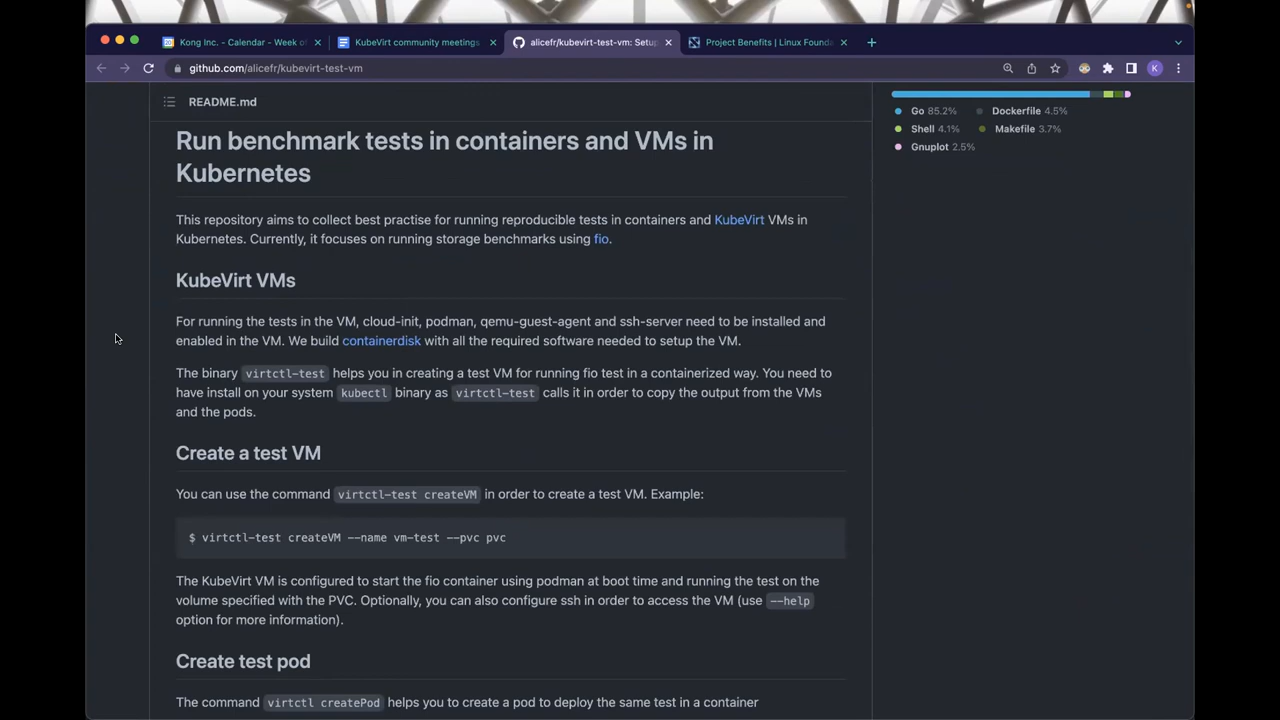 Kong Inc. - Calendar - Week o
KubeVirt community meetings
alicefr/kubevirt-test-vm: Setup
Project Benefits | Linux Founda
github.com/alicefr/kubevirt-test-vm
K
README.md
Run benchmark tests in containers and VMs in
Kubernetes
This repository aims to collect best practise for running reproducible tests in containers and KubeVirt VMs in
Kubernetes. Currently, it focuses on running storage benchmarks using fio.
KubeVirt VMs
For running the tests in the VM, cloud-init, podman, qemu-guest-agent and ssh-server need to be installed and
enabled in the VM. We build containerdisk with all the required software needed to setup the VM.
The binary virtctl-test helps you in creating a test VM for running fio test in a containerized way. You need to
have install on your system kubectl binary as virtctl-test calls it in order to copy the output from the VMs
and the pods.
Create a test VM
You can use the command virtctl-test createVM in order to create a test VM. Example:
$ virtctl-test createVM --name vm-test --pvc pvc
The KubeVirt VM is configured to start the fio container using podman at boot time and running the test on the
volume specified with the PVC. Optionally, you can also configure ssh in order to access the VM (use --help
option for more information).
Create test pod
The command virtctl createPod helps you to create a pod to deploy the same test in a container
Go 85.2%
Dockerfile 4.5%
Shell 4.1%
Makefile 3.7%
Gnuplot 2.5%